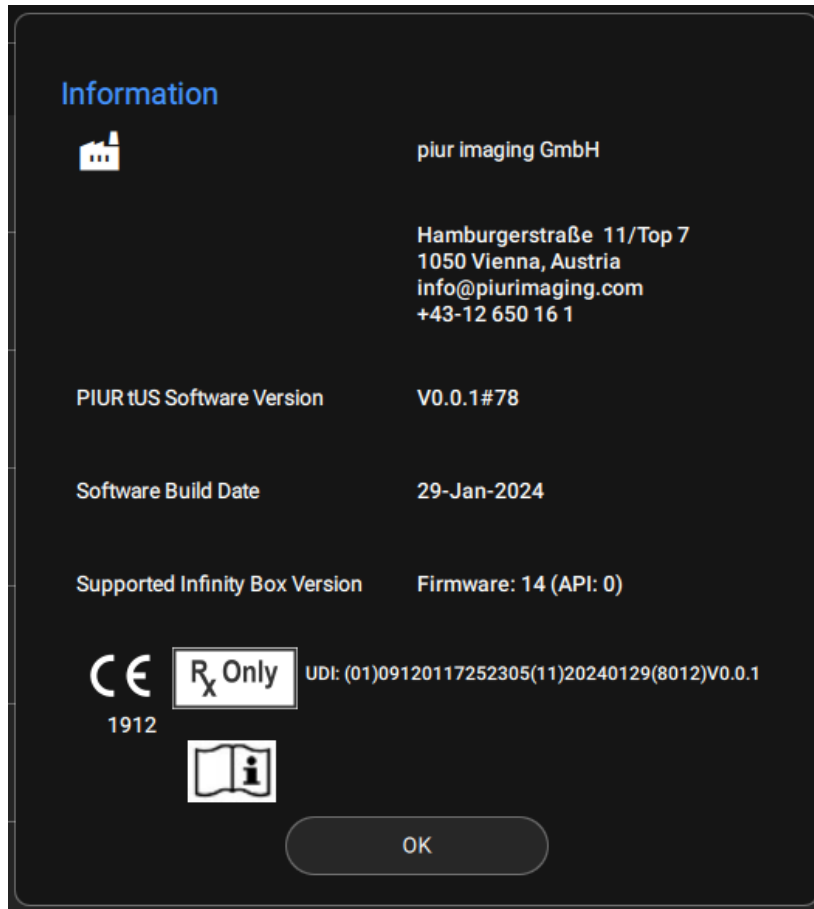 Information
piur imaging GmbH
Hamburgerstraße 11/Top 7
1050 Vienna, Austria
info@piurimaging.com
+43-12 650 16 1
PIUR tUS Software Version V0.0.1#78
Software Build Date 29-Jan-2024
Supported Infinity Box Version Firmware: 14 (API: 0)
CE Rx Only UDI: (01)09120117252305(11)20240129(8012)V0.0.1
1912
i
OK